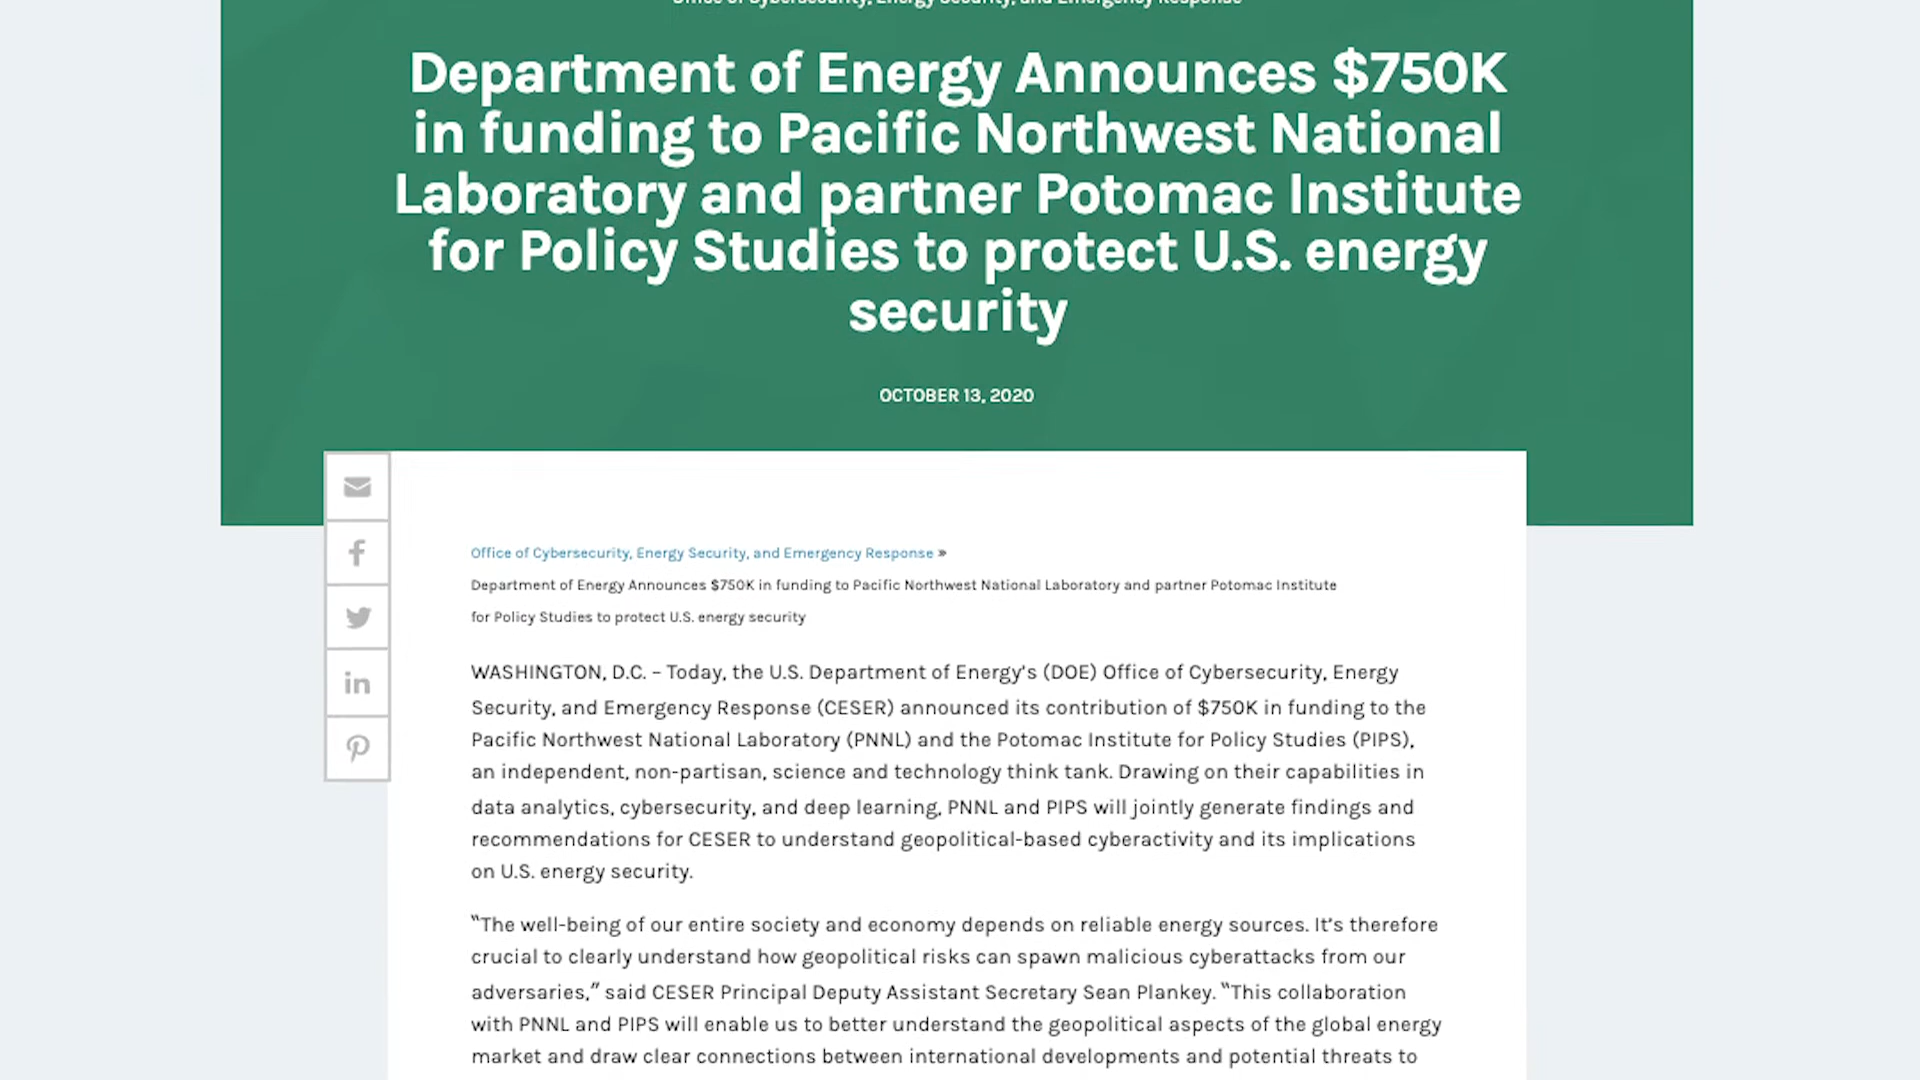 Office of Cybersecurity, Energy Security, and Emergency Response
Department of Energy Announces $750K
in funding to Pacific Northwest National
Laboratory and partner Potomac Institute
for Policy Studies to protect U.S. energy
security
OCTOBER 13, 2020
Office of Cybersecurity, Energy Security, and Emergency Response »
Department of Energy Announces $750K in funding to Pacific Northwest National Laboratory and partner Potomac Institute
for Policy Studies to protect U.S. energy security
WASHINGTON, D.C. – Today, the U.S. Department of Energy's (DOE) Office of Cybersecurity, Energy
Security, and Emergency Response (CESER) announced its contribution of $750K in funding to the
Pacific Northwest National Laboratory (PNNL) and the Potomac Institute for Policy Studies (PIPS),
an independent, non-partisan, science and technology think tank. Drawing on their capabilities in
data analytics, cybersecurity, and deep learning, PNNL and PIPS will jointly generate findings and
recommendations for CESER to understand geopolitical-based cyberactivity and its implications
on U.S. energy security.
"The well-being of our entire society and economy depends on reliable energy sources. It's therefore
crucial to clearly understand how geopolitical risks can spawn malicious cyberattacks from our
adversaries," said CESER Principal Deputy Assistant Secretary Sean Plankey. "This collaboration
with PNNL and PIPS will enable us to better understand the geopolitical aspects of the global energy
market and draw clear connections between international developments and potential threats to